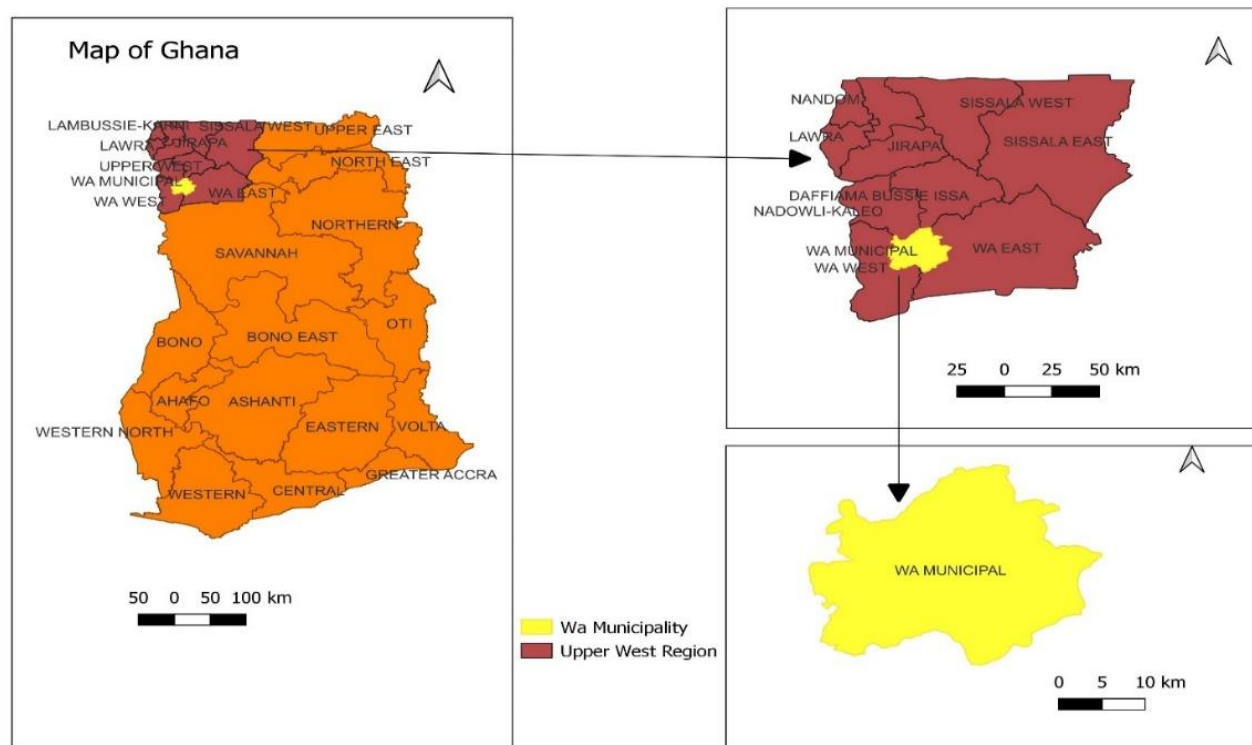 Map of Ghana
LAMBUSSIE-KARNI
SISSALA WEST
UPPER EAST
LAWRA
JIRAPA
UPPER WEST
NORTH EAST
WA MUNICIPAL
WA EAST
WA WEST
NORTHERN
SAVANNAH
OTI
BONO
BONO EAST
AHAFO
ASHANTI
WESTERN NORTH
EASTERN
VOLTA
GREATER ACCRA
WESTERN
CENTRAL
50 0 50 100 km
Wa Municipality
Upper West Region
NANDOM
SISSALA WEST
LAWRA
JIRAPA
SISSALA EAST
DAFFIAMA BUSSIE ISSA
NADOWLI-KALEO
WA MUNICIPAL
WA EAST
WA WEST
25 0 25 50 km
WA MUNICIPAL
0 5 10 km